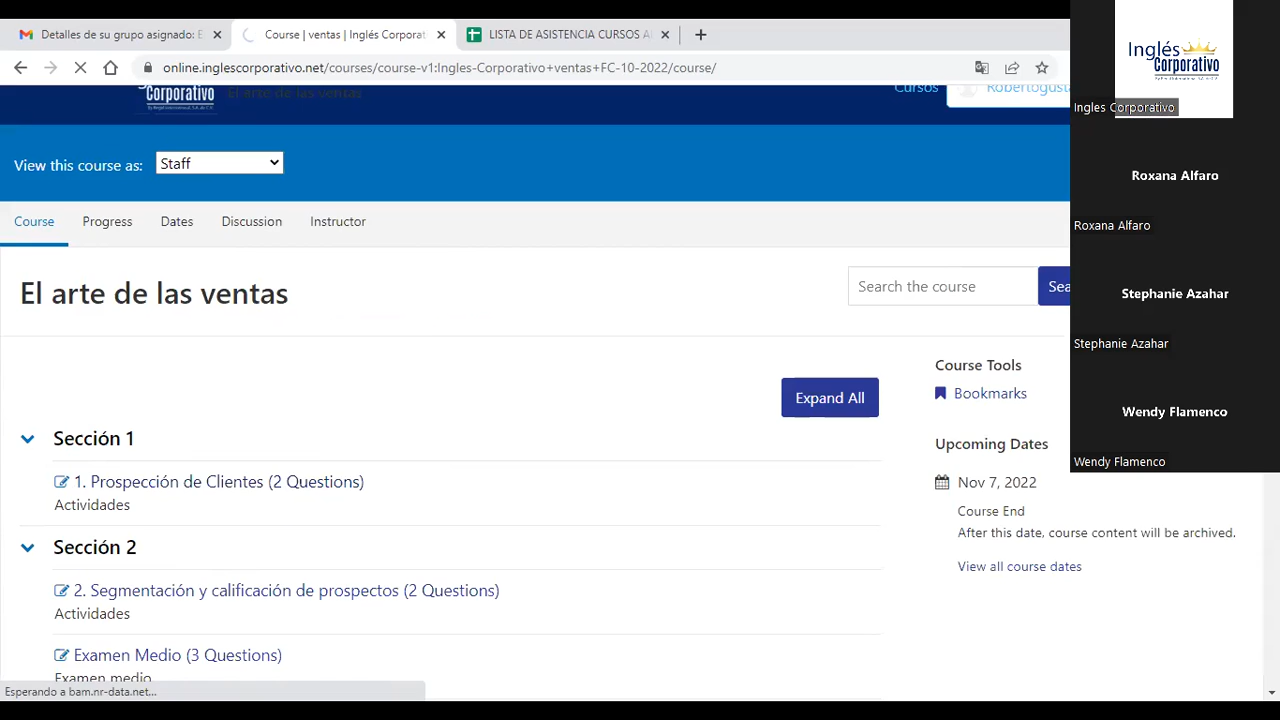 Detalles de su grupo asignado: E
Course | ventas | Inglés Corporat
LISTA DE ASISTENCIA CURSOS A
online.inglescorporativo.net/courses/course-v1:Ingles-Corporativo+ventas+FC-10-2022/course/
Corporativo
El arte de las ventas
Cursos
Robertogusta
View this course as:
Staff
Course
Progress
Dates
Discussion
Instructor
El arte de las ventas
Search the course
Sea
Expand All
Sección 1
1. Prospección de Clientes (2 Questions)
Actividades
Sección 2
2. Segmentación y calificación de prospectos (2 Questions)
Actividades
Examen Medio (3 Questions)
Examen medio
Esperando a bam.nr-data.net...
Course Tools
Bookmarks
Upcoming Dates
Nov 7, 2022
Course End
After this date, course content will be archived.
View all course dates
Inglés
Corporativo
Ingles Corporativo
Roxana Alfaro
Roxana Alfaro
Stephanie Azahar
Stephanie Azahar
Wendy Flamenco
Wendy Flamenco